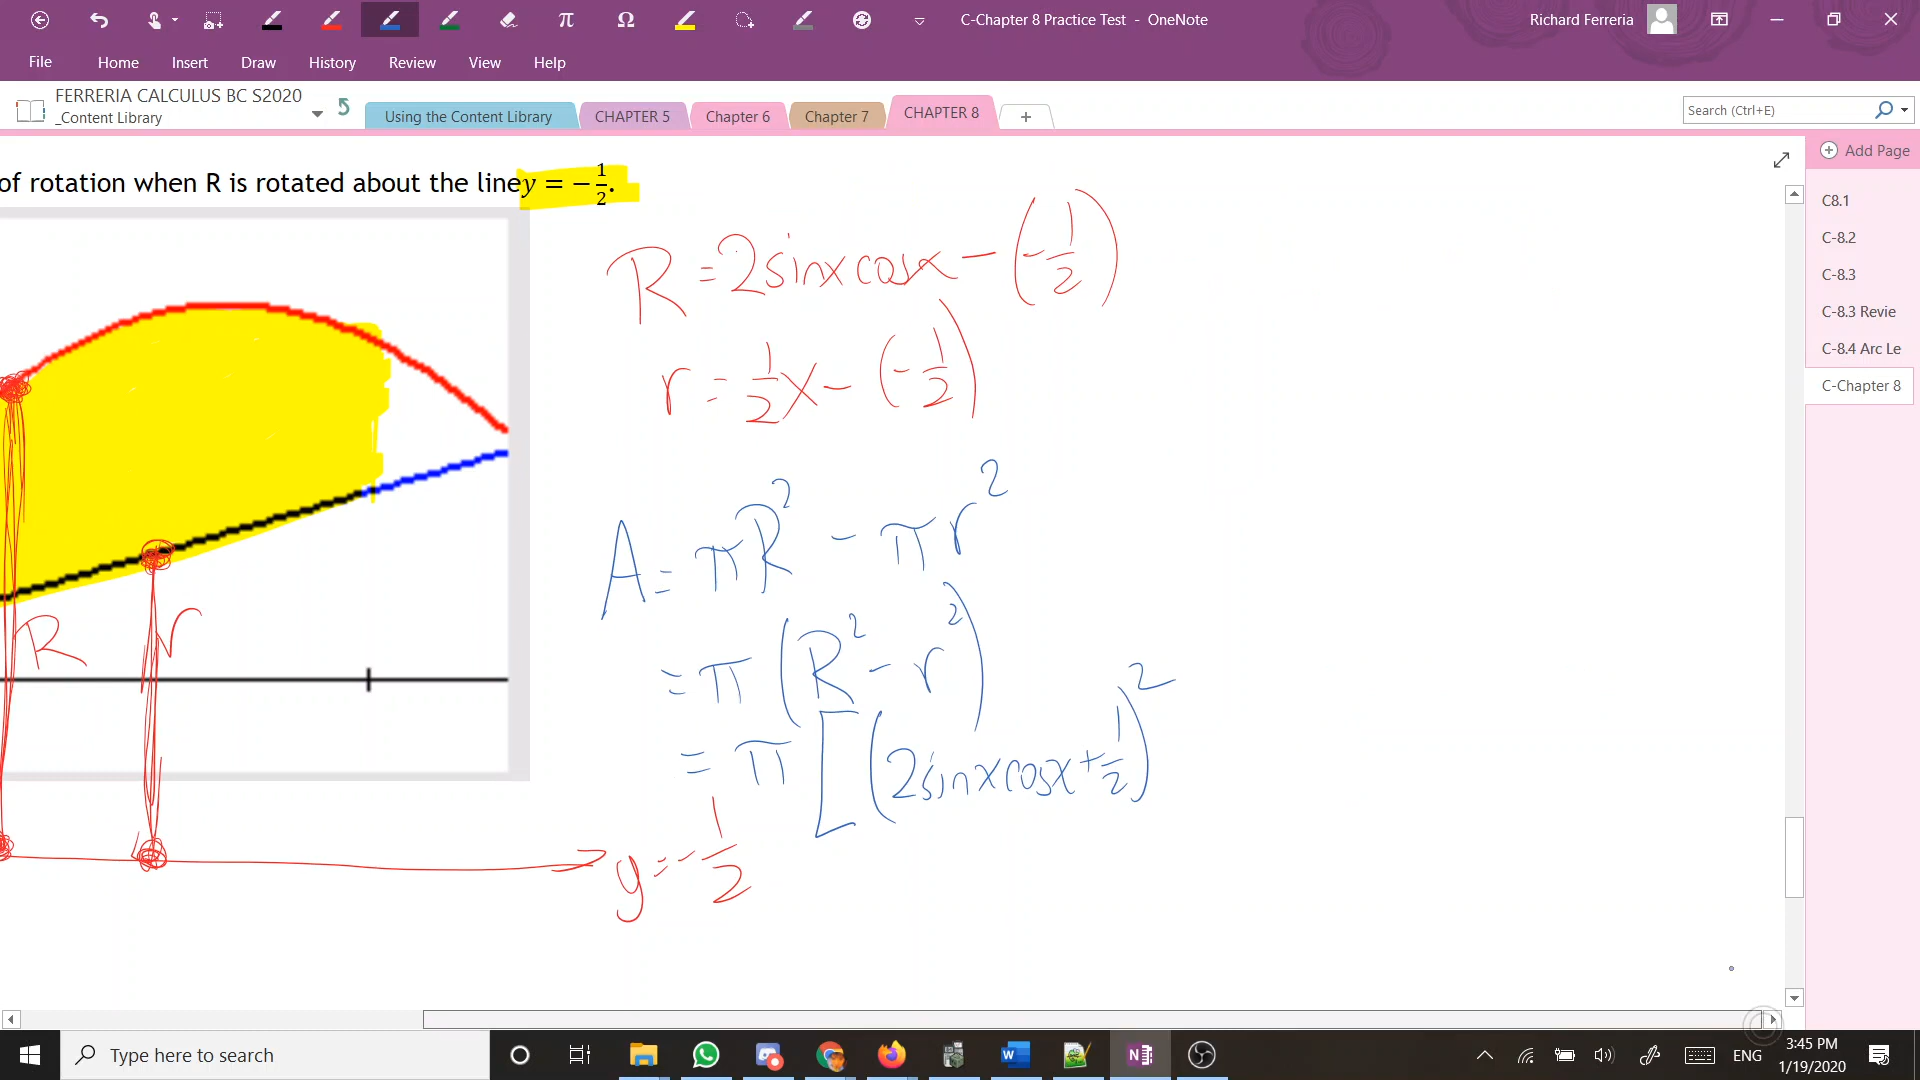 C-Chapter 8 Practice Test - OneNote
Richard Ferreria
File Home Insert Draw History Review View Help
FERRERIA CALCULUS BC S2020
_Content Library
Using the Content Library
CHAPTER 5
Chapter 6
Chapter 7
CHAPTER 8
Search (Ctrl+E)
Add Page
C8.1
C-8.2
C-8.3
C-8.3 Revie
C-8.4 Arc Le
C-Chapter 8
of rotation when R is rotated about the line y = -1/2.
R = 2sinxcosx - (-1/2)
r = 1/2 x - (-1/2)
A = πR² - πr²
= π(R² - r²)
= π[(2sinxcosx + 1/2)²
R
r
y = -1/2
Type here to search
ENG
3:45 PM
1/19/2020